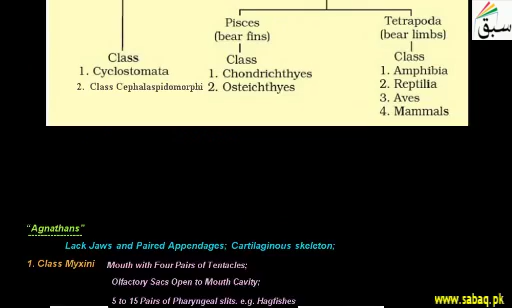 سبق
Pisces
(bear fins)
Tetrapoda
(bear limbs)
Class
1. Cyclostomata
2. Class Cephalaspidomorphi
Class
1. Chondrichthyes
2. Osteichthyes
Class
1. Amphibia
2. Reptilia
3. Aves
4. Mammals
"Agnathans"
Lack Jaws and Paired Appendages; Cartilaginous skeleton;
1. Class Myxini Mouth with Four Pairs of Tentacles;
Olfactory Sacs Open to Mouth Cavity;
5 to 15 Pairs of Pharyngeal slits. e.g. Hagfishes
www.sabaq.pk